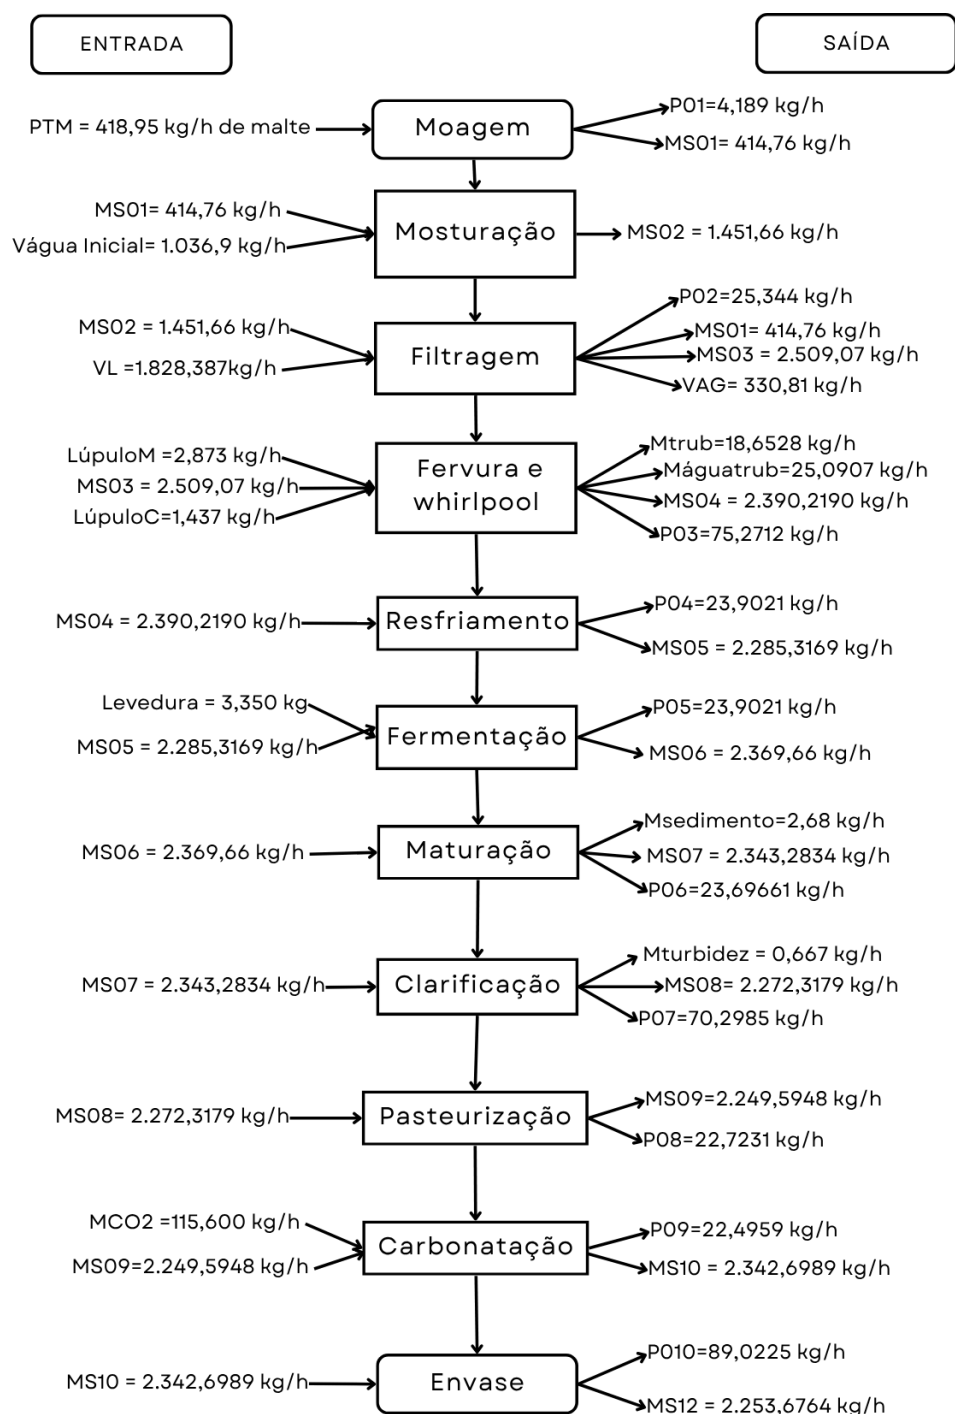 ENTRADA
SAÍDA
PTM = 418,95 kg/h de malte
Moagem
P01=4,189 kg/h
MS01= 414,76 kg/h
MS01= 414,76 kg/h
Vágua Inicial= 1.036,9 kg/h
Mosturação
MS02 = 1.451,66 kg/h
MS02 = 1.451,66 kg/h
VL =1.828,387kg/h
Filtragem
P02=25,344 kg/h
MS01= 414,76 kg/h
MS03 = 2.509,07 kg/h
VAG= 330,81 kg/h
LúpuloM =2,873 kg/h
MS03 = 2.509,07 kg/h
LúpuloC=1,437 kg/h
Fervura e
whirlpool
Mtrub=18,6528 kg/h
Máguatrub=25,0907 kg/h
MS04 = 2.390,2190 kg/h
P03=75,2712 kg/h
MS04 = 2.390,2190 kg/h
Resfriamento
P04=23,9021 kg/h
MS05 = 2.285,3169 kg/h
Levedura = 3,350 kg
MS05 = 2.285,3169 kg/h
Fermentação
P05=23,9021 kg/h
MS06 = 2.369,66 kg/h
MS06 = 2.369,66 kg/h
Maturação
Msedimento=2,68 kg/h
MS07 = 2.343,2834 kg/h
P06=23,69661 kg/h
MS07 = 2.343,2834 kg/h
Clarificação
Mturbidez = 0,667 kg/h
MS08= 2.272,3179 kg/h
P07=70,2985 kg/h
MS08= 2.272,3179 kg/h
Pasteurização
MS09=2.249,5948 kg/h
P08=22,7231 kg/h
MCO2 =115,600 kg/h
MS09=2.249,5948 kg/h
Carbonatação
P09=22,4959 kg/h
MS10 = 2.342,6989 kg/h
MS10 = 2.342,6989 kg/h
Envase
P010=89,0225 kg/h
MS12 = 2.253,6764 kg/h